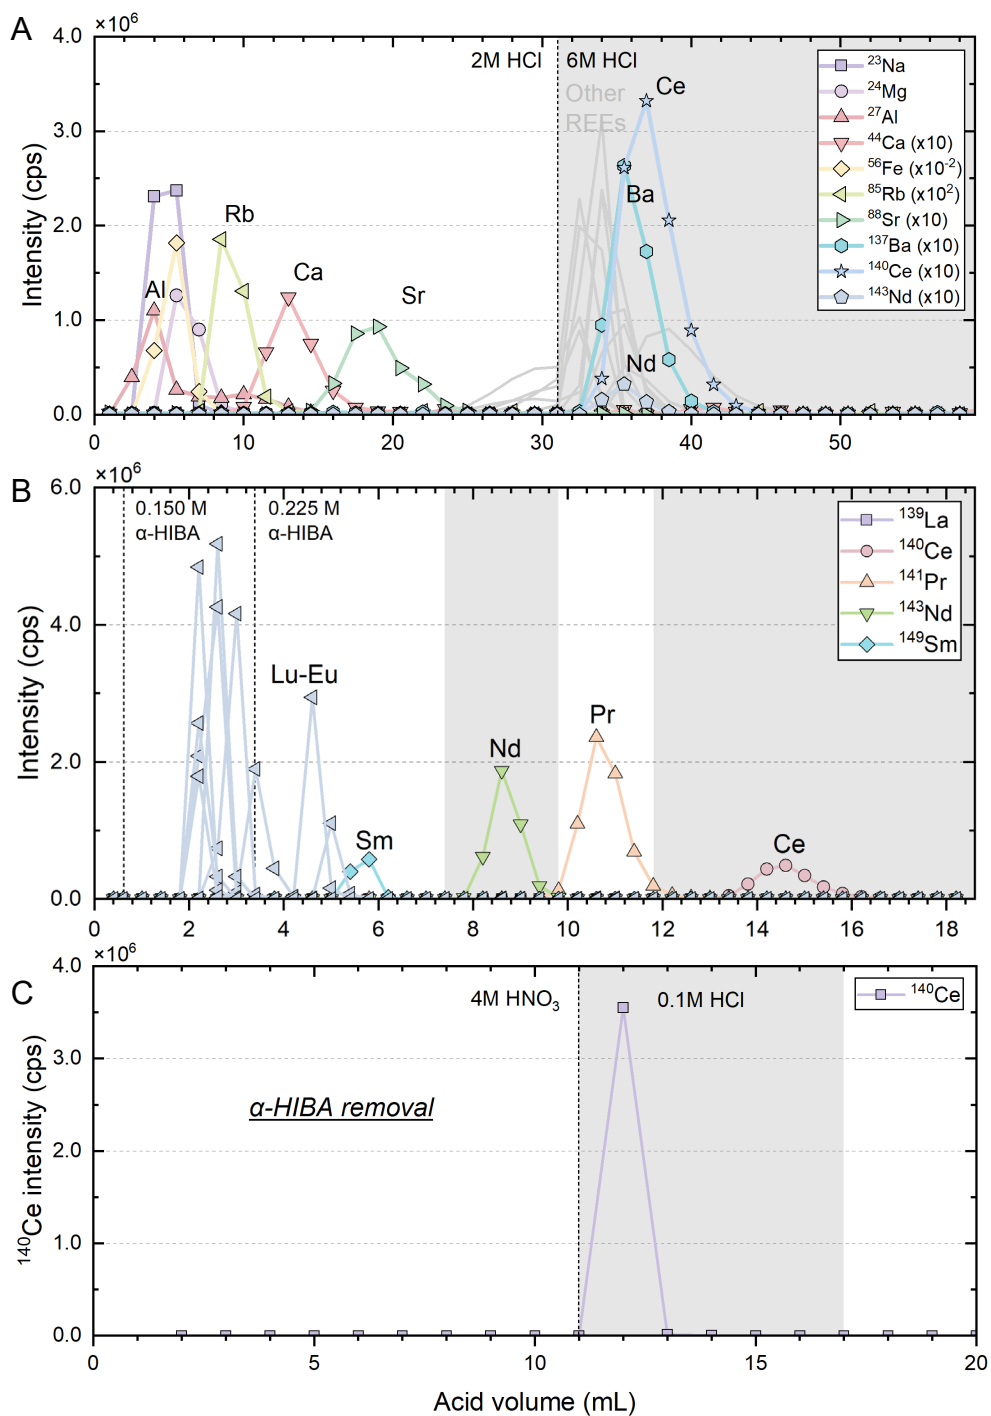 A
×10⁶
4.0
3.0
2.0
1.0
0.0
Intensity (cps)
2M HCl
6M HCl
Other
REEs
Ce
Ba
Nd
Al
Rb
Ca
Sr
²³Na
²⁴Mg
²⁷Al
⁴⁴Ca (x10)
⁵⁶Fe (x10⁻²)
⁸⁵Rb (x10²)
⁸⁸Sr (x10)
¹³⁷Ba (x10)
¹⁴⁰Ce (x10)
¹⁴³Nd (x10)
0 10 20 30 40 50
B
×10⁶
6.0
4.0
2.0
0.0
Intensity (cps)
0.150 M
α-HIBA
0.225 M
α-HIBA
Lu-Eu
Sm
Nd
Pr
Ce
¹³⁹La
¹⁴⁰Ce
¹⁴¹Pr
¹⁴³Nd
¹⁴⁹Sm
0 2 4 6 8 10 12 14 16 18
C
×10⁶
4.0
3.0
2.0
1.0
0.0
¹⁴⁰Ce intensity (cps)
4M HNO₃
0.1M HCl
¹⁴⁰Ce
α-HIBA removal
0 5 10 15 20
Acid volume (mL)